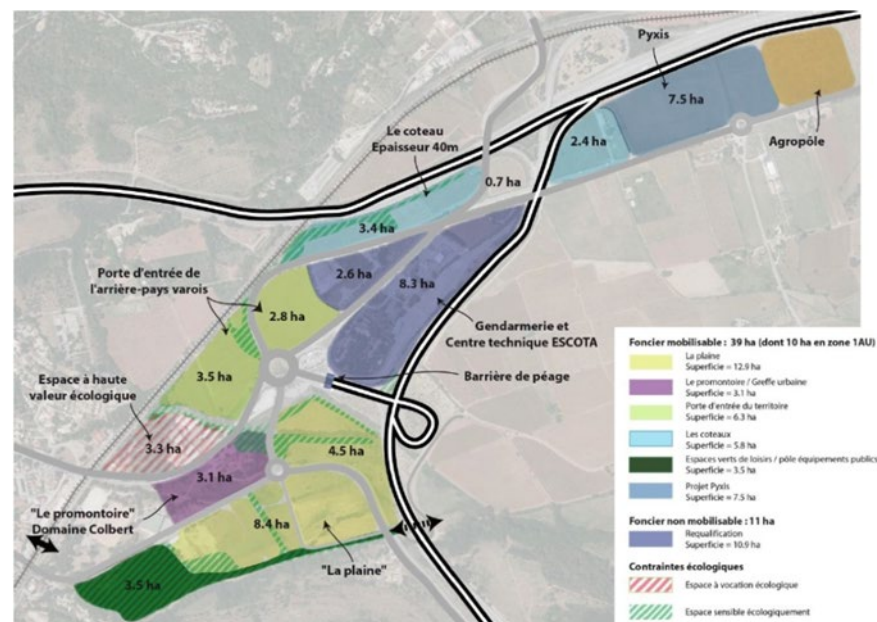 Pyxis
7.5 ha
Agropôle
Le coteau
Epaisseur 40m
2.4 ha
0.7 ha
3.4 ha
Porte d'entrée de
l'arrière-pays varois
2.6 ha
8.3 ha
2.8 ha
Gendarmerie et
Centre technique ESCOTA
3.5 ha
Barrière de péage
Espace à haute
valeur écologique
3.3 ha
4.5 ha
3.1 ha
"Le promontoire"
Domaine Colbert
8.4 ha
"La plaine"
3.5 ha
Foncier mobilisable : 39 ha (dont 10 ha en zone 1AU)
La plaine
Superficie = 12.9 ha
Le promontoire / Greffe urbaine
Superficie = 3.1 ha
Porte d'entrée du territoire
Superficie = 6.3 ha
Les coteaux
Superficie = 5.8 ha
Espaces verts de loisirs / pôle équipements publics
Superficie = 3.5 ha
Projet Pyxis
Superficie = 7.5 ha
Foncier non mobilisable : 11 ha
Requalification
Superficie = 10.9 ha
Contraintes écologiques
Espace à vocation écologique
Espace sensible écologiquement